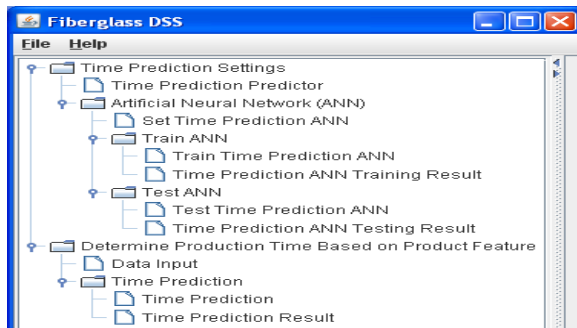 Fiberglass DSS
File Help
Time Prediction Settings
Time Prediction Predictor
Artificial Neural Network (ANN)
Set Time Prediction ANN
Train ANN
Train Time Prediction ANN
Time Prediction ANN Training Result
Test ANN
Test Time Prediction ANN
Time Prediction ANN Testing Result
Determine Production Time Based on Product Feature
Data Input
Time Prediction
Time Prediction
Time Prediction Result